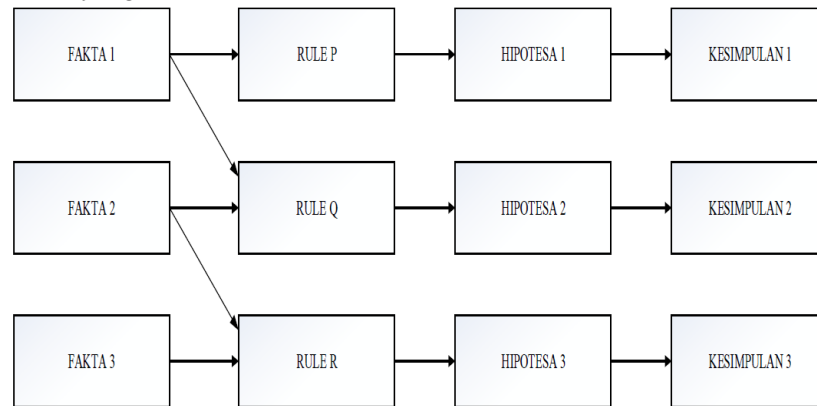 FAKTA 1
RULE P
HIPOTESA 1
KESIMPULAN 1
FAKTA 2
RULE Q
HIPOTESA 2
KESIMPULAN 2
FAKTA 3
RULE R
HIPOTESA 3
KESIMPULAN 3